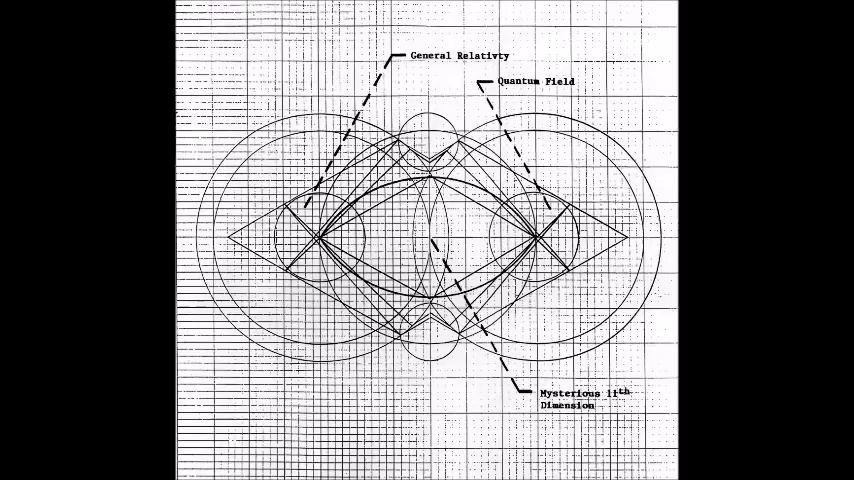 General Relativty
Quantum Field
Mysterious 11th
Dimension